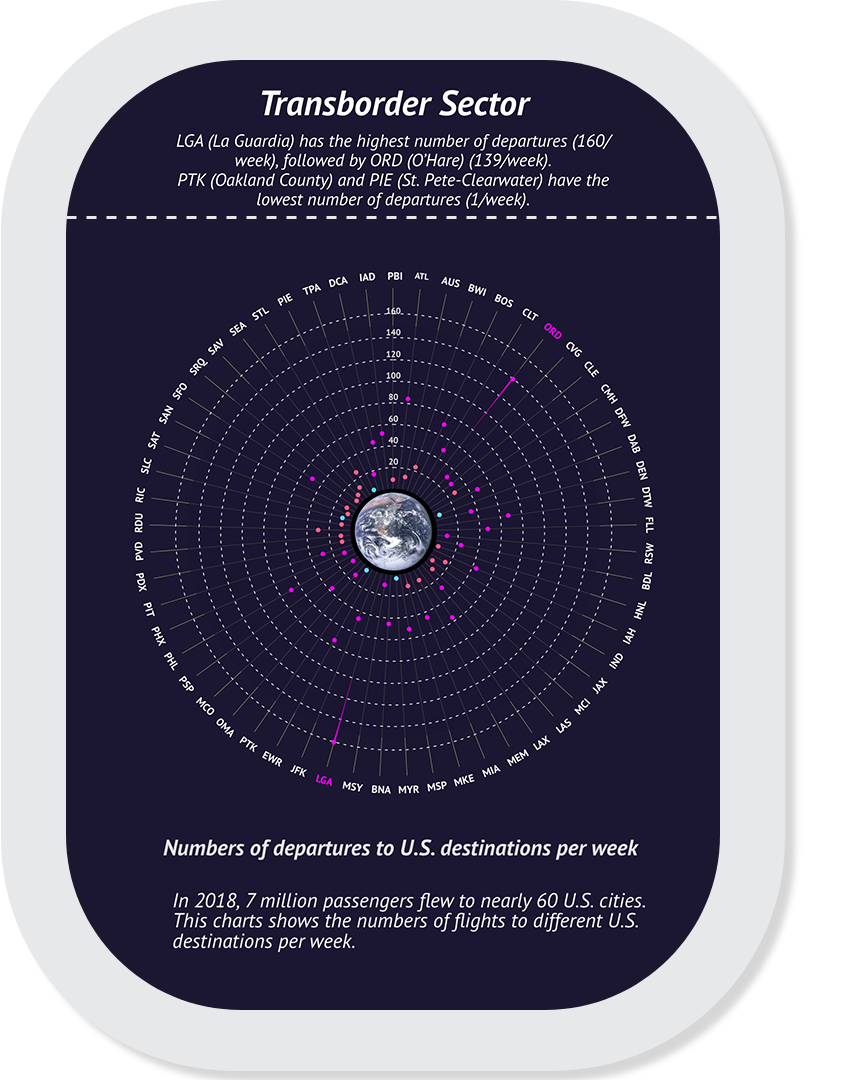 Transborder Sector
LGA (La Guardia) has the highest number of departures (160/
week), followed by ORD (O'Hare) (139/week).
PTK (Oakland County) and PIE (St. Pete-Clearwater) have the
lowest number of departures (1/week).
PBI
ATL
AUS
BWI
BOS
CLT
ORD
CVG
CLE
CMH
DFW
DAB
DEN
DTW
FLL
RSW
BDL
HNL
IAH
IND
JAX
MCI
LAS
LAX
MEM
MIA
MKE
MSP
MYR
BNA
MSY
LGA
JFK
EWR
PTK
OMA
MCO
PSP
PHL
PHX
PIT
PDX
PVD
RDU
RIC
SLC
SAT
SAN
SFO
SRQ
SAV
SEA
STL
PIE
TPA
DCA
IAD
160
140
120
100
80
60
40
20
Numbers of departures to U.S. destinations per week
In 2018, 7 million passengers flew to nearly 60 U.S. cities.
This charts shows the numbers of flights to different U.S.
destinations per week.